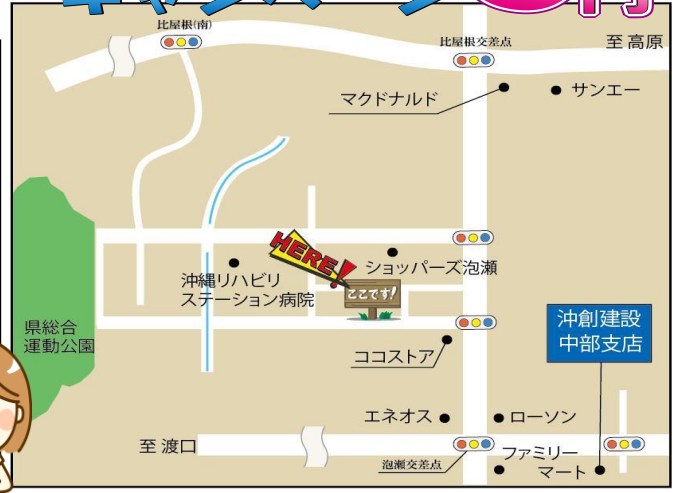 比屋根(南)
比屋根交差点
至 高原
マクドナルド
サンエー
HERE!
ショッパーズ泡瀬
沖縄リハビリ
ステーション病院
ここです!
県総合
運動公園
沖創建設
中部支店
ココストア
エネオス
ローソン
至 渡口
泡瀬交差点
ファミリー
マート